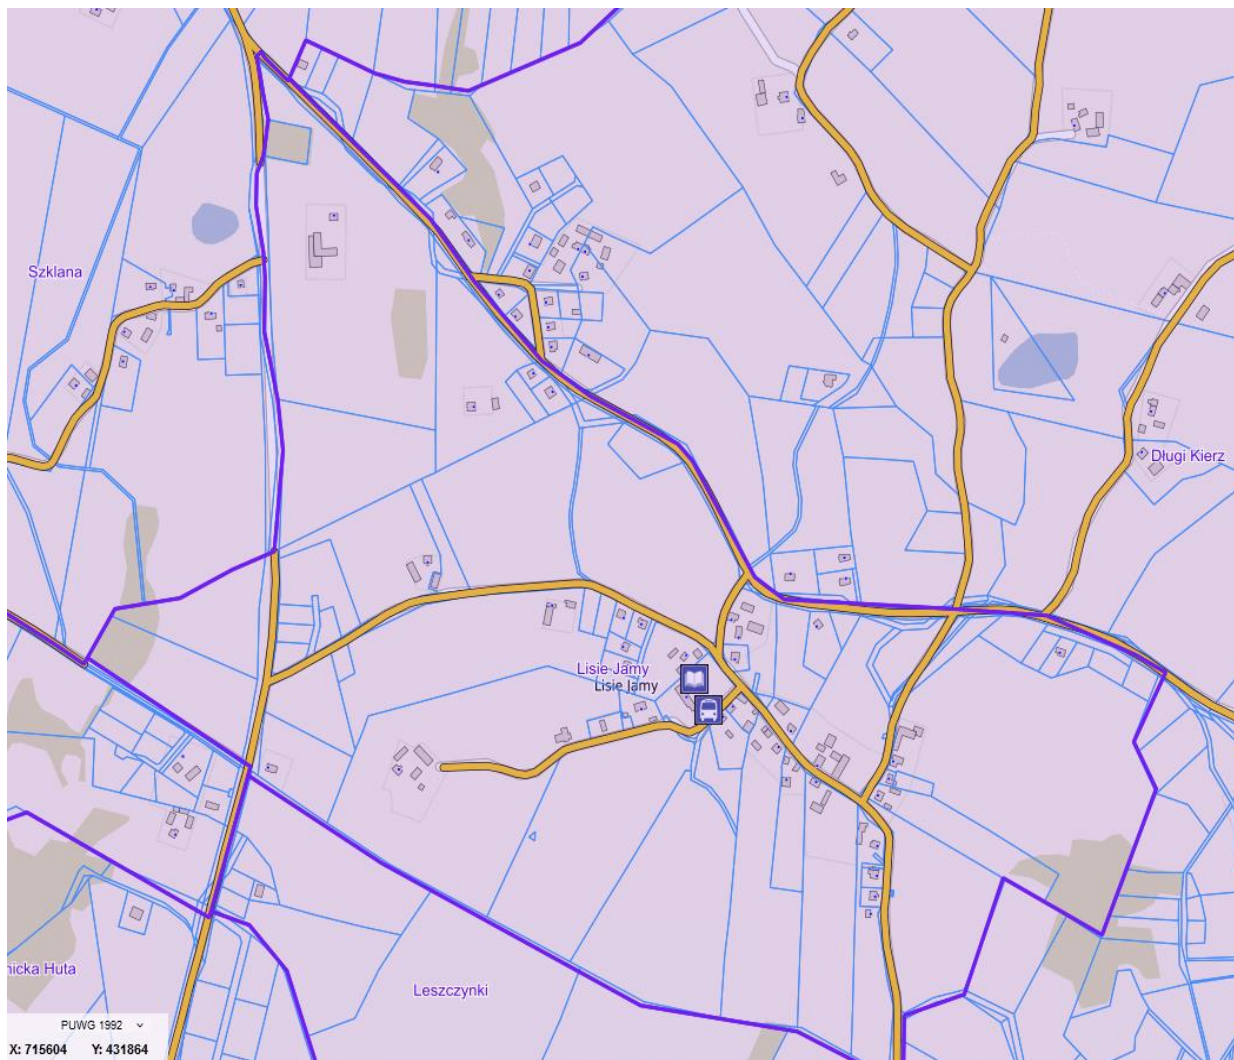 Szklana
Długi Kierz
Lisie Jamy
Lisie Jamy
nicka Huta
Leszczynki
PUWG 1992
X: 715604 Y: 431864